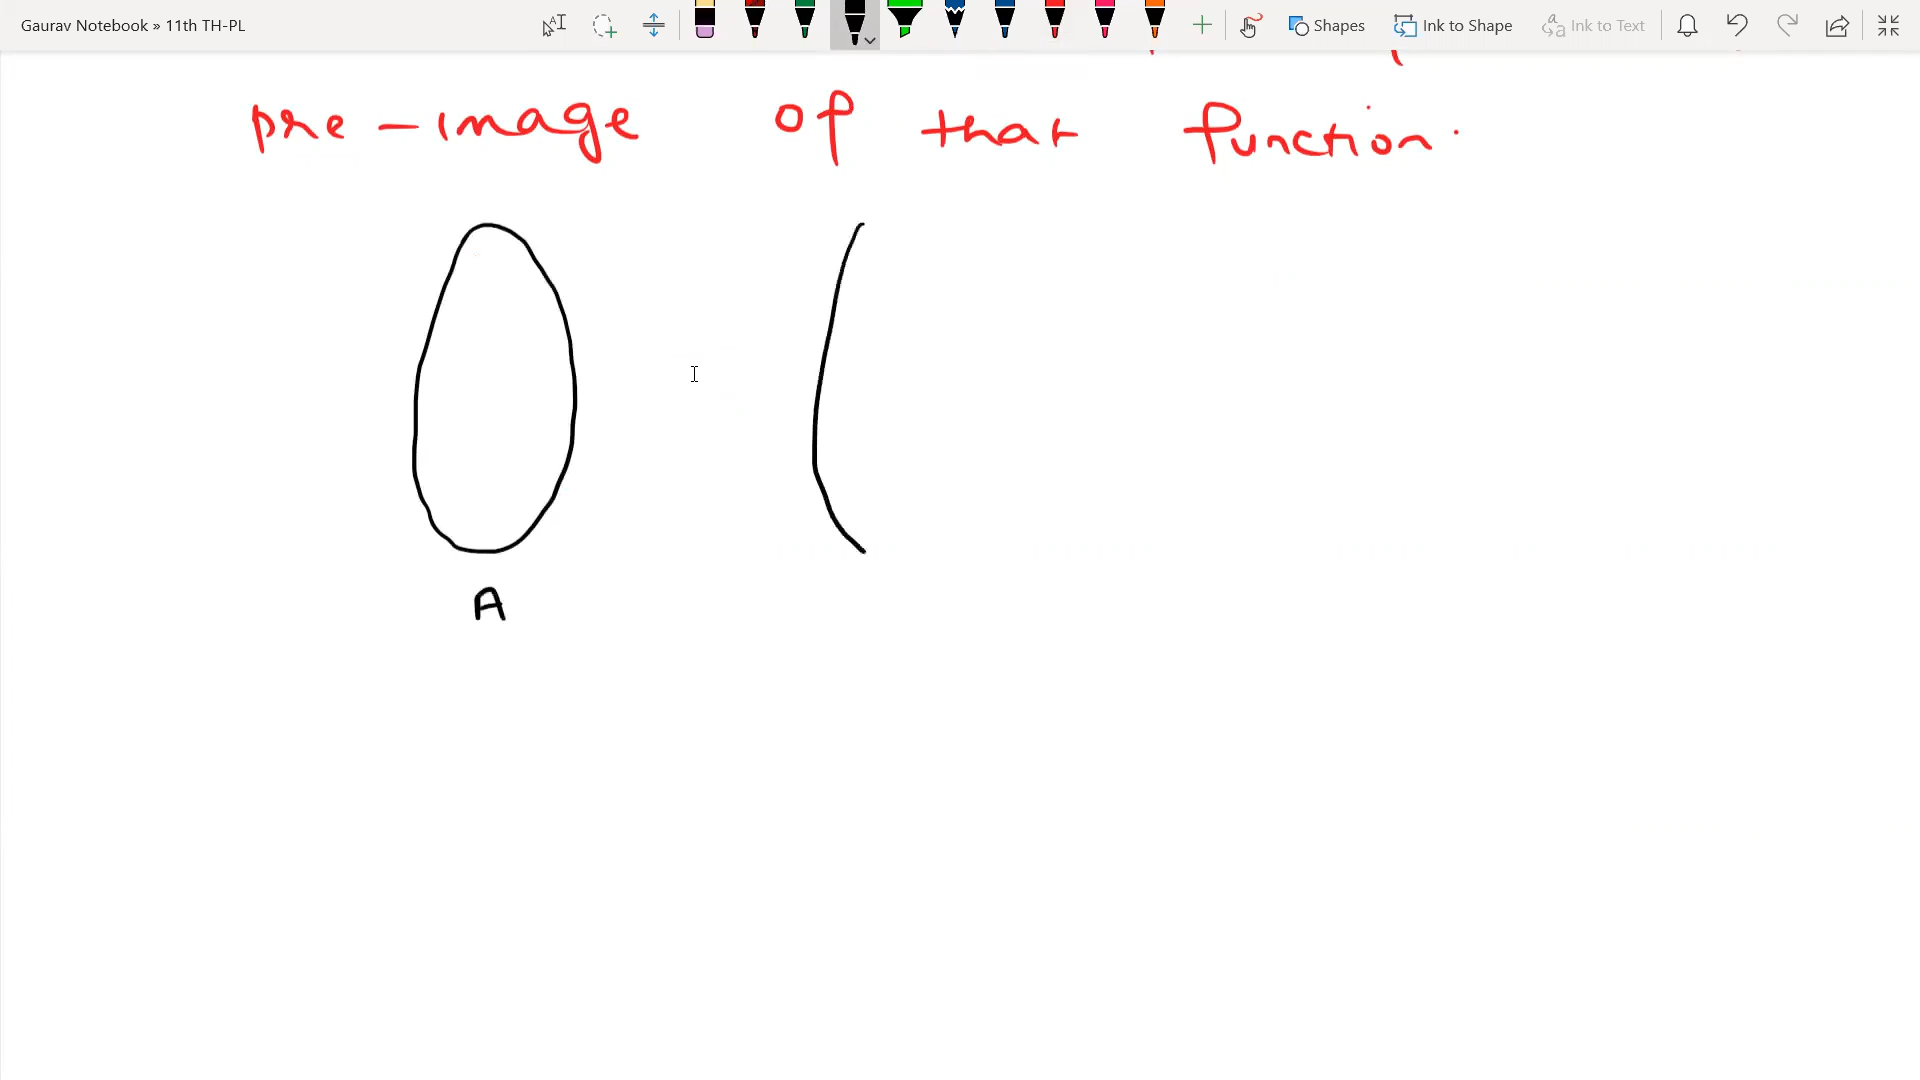 Gaurav Notebook » 11th TH-PL
Shapes
Ink to Shape
Ink to Text
pre-image of that function.
A